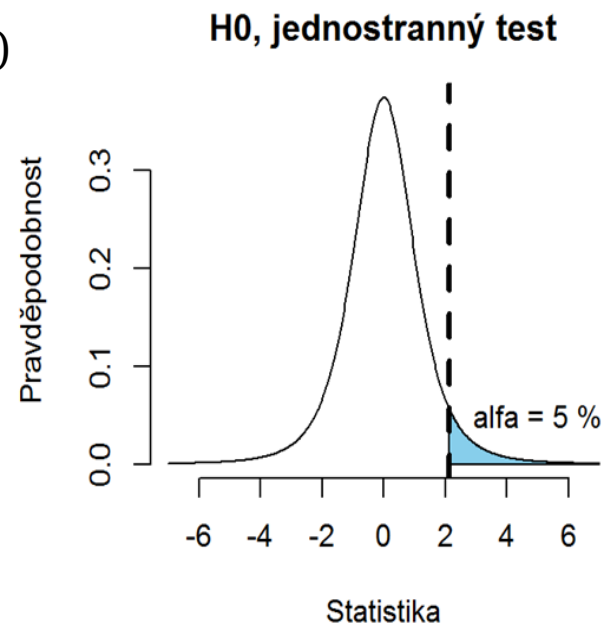 )
H0, jednostranný test
Pravděpodobnost
0.3
0.2
0.1
0.0
alfa = 5 %
-6 -4 -2 0 2 4 6
Statistika